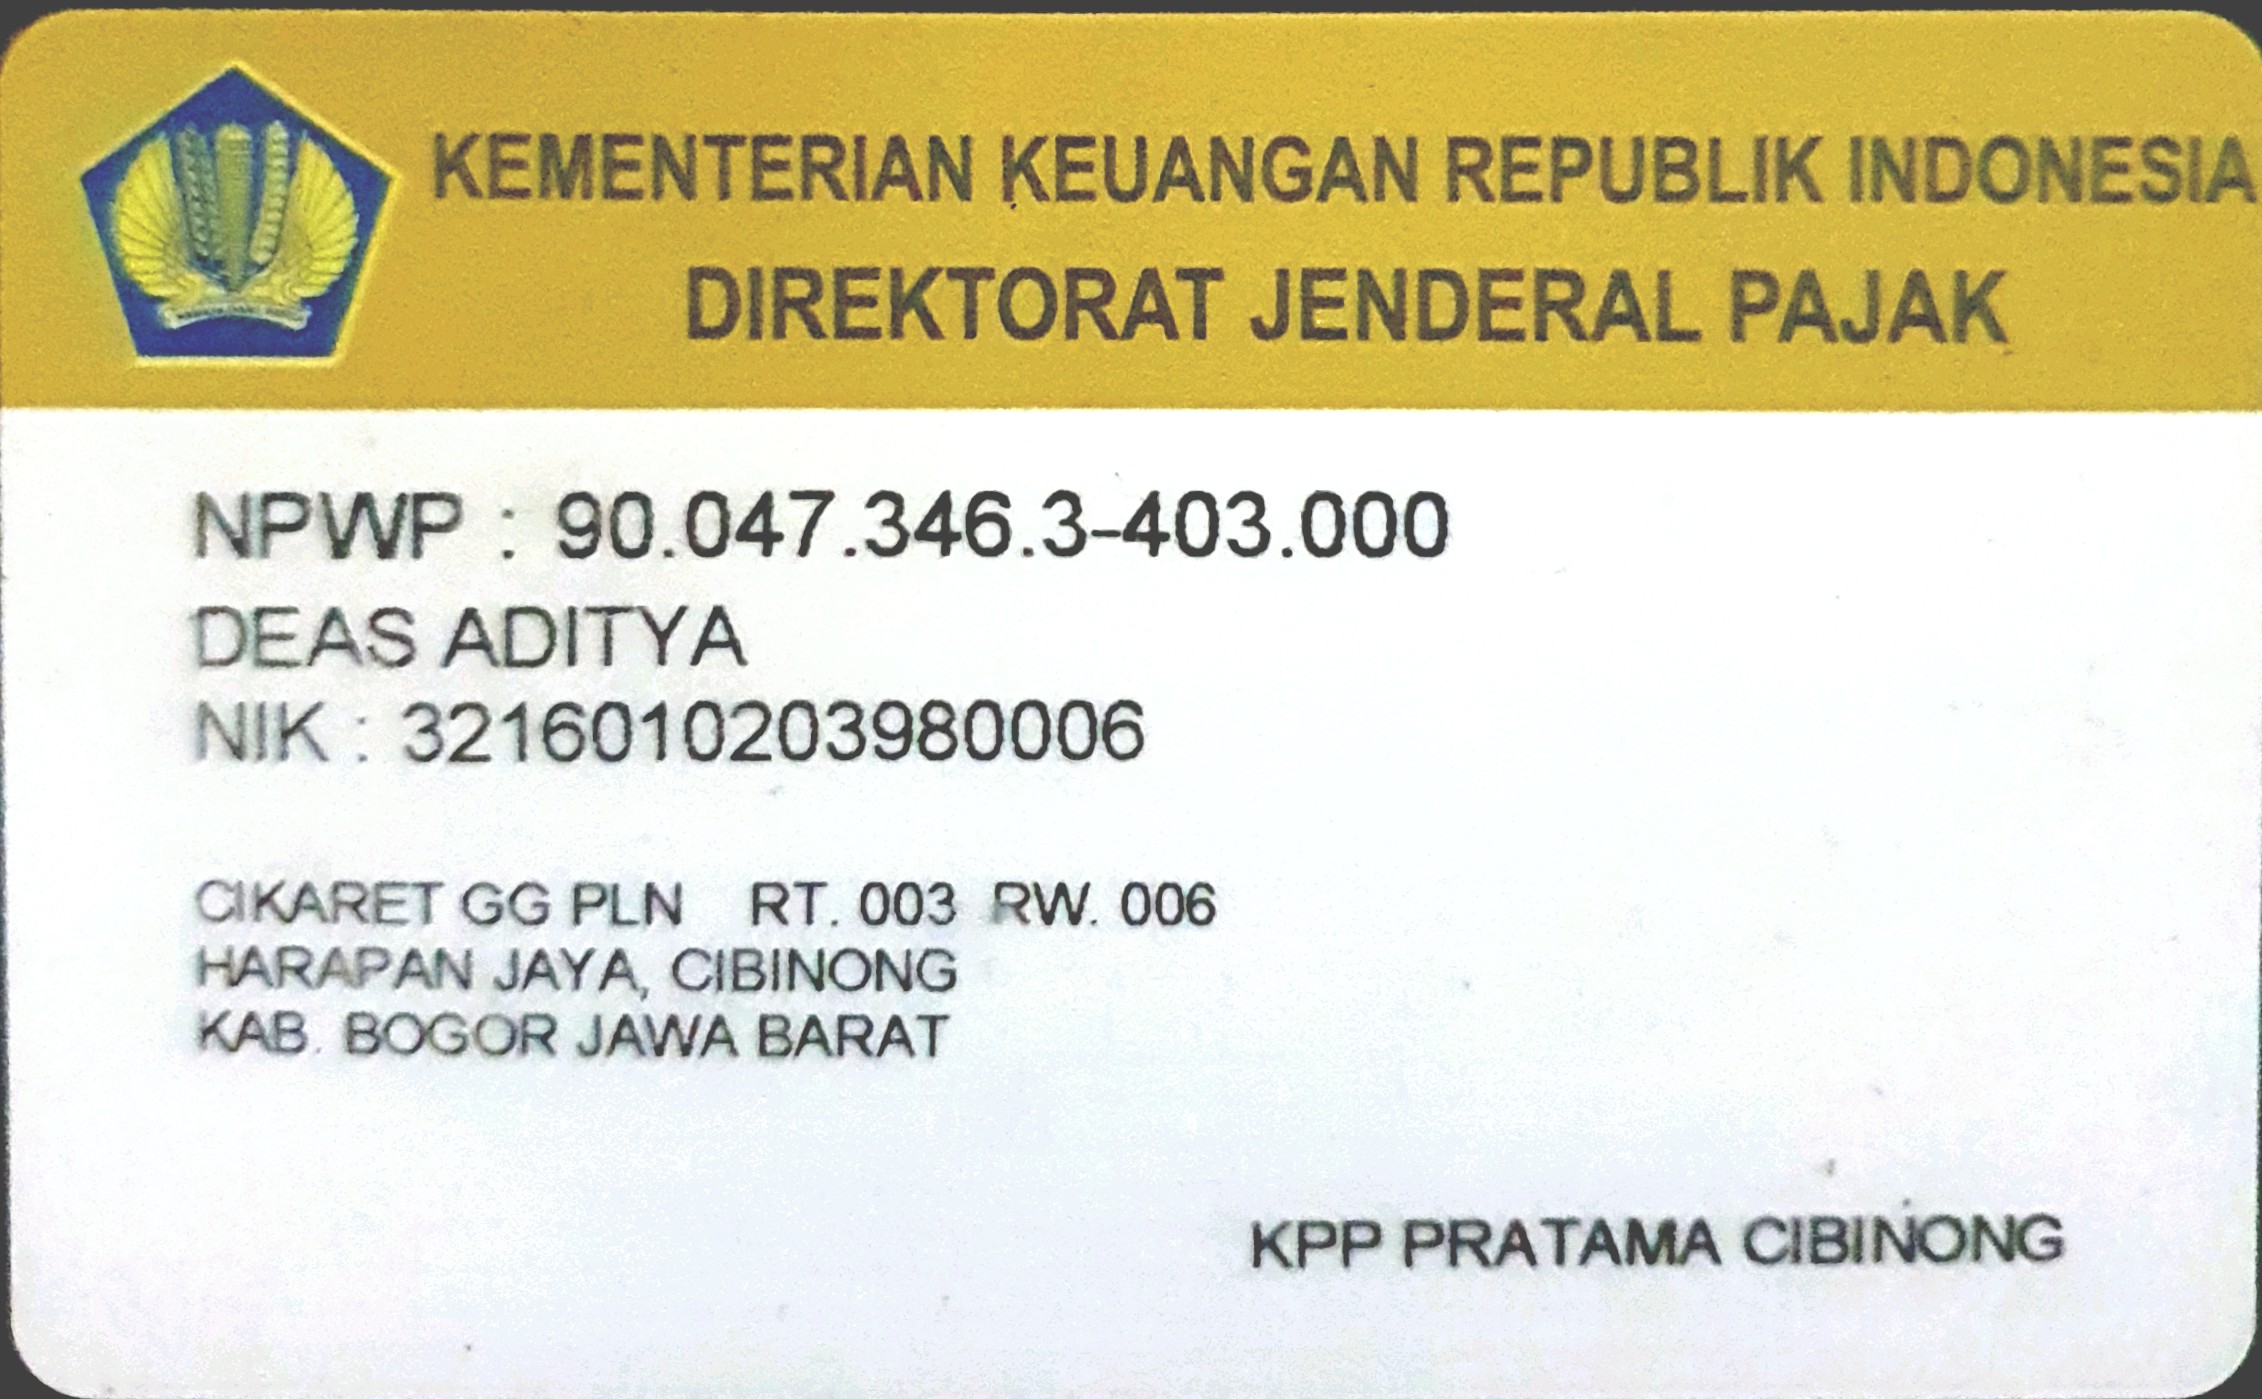 KEMENTERIAN KEUANGAN REPUBLIK INDONESIA
DIREKTORAT JENDERAL PAJAK
NPWP : 90.047.346.3-403.000
DEAS ADITYA
NIK : 3216010203980006
CIKARET GG PLN RT. 003 RW. 006
HARAPAN JAYA, CIBINONG
KAB. BOGOR JAWA BARAT
KPP PRATAMA CIBINONG